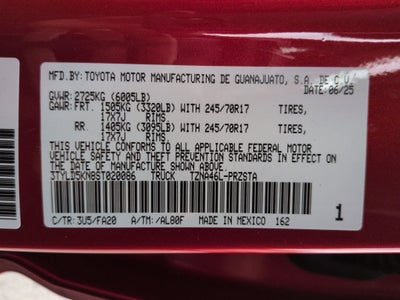 MFD.BY: TOYOTA MOTOR MANUFACTURING DE GUANAJUATO, S.A. DE C.V.
DATE: 06/25
GVWR: 2725KG (6005LB)
GAWR: FRT. 1505KG (3320LB) WITH 245/70R17 TIRES,
17X7J RIMS,
RR. 1405KG (3095LB) WITH 245/70R17 TIRES,
17X7J RIMS
THIS VEHICLE CONFORMS TO ALL APPLICABLE FEDERAL MOTOR
VEHICLE SAFETY AND THEFT PREVENTION STANDARDS IN EFFECT ON
THE DATE OF MANUFACTURE SHOWN ABOVE.
3TYLD5KN8ST020086 TRUCK TZNA46L-PRZSTA
C/TR: 3U5/FA20 A/TM: /AL00F MADE IN MEXICO 162 1